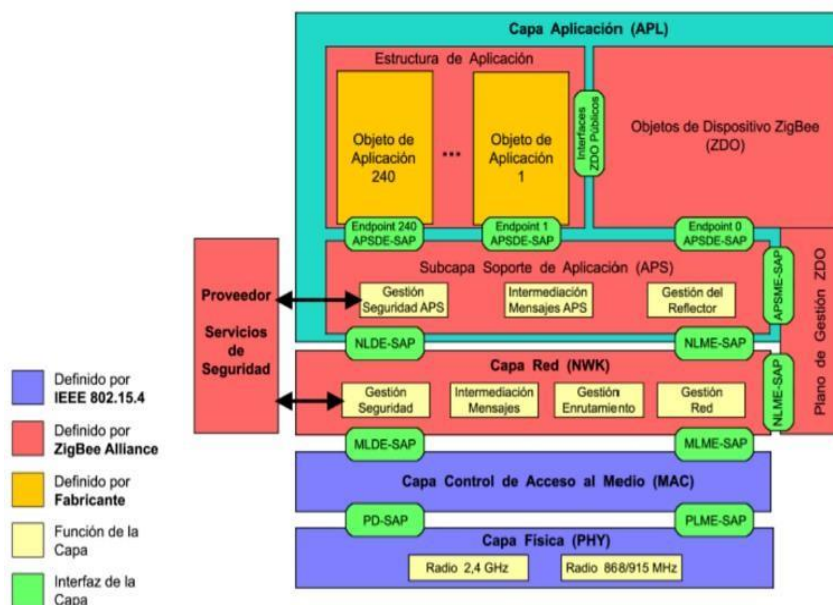 Capa Aplicación (APL)
Estructura de Aplicación
Objeto de
Aplicación
240
...
Objeto de
Aplicación
1
Interfaces
ZDO Públicos
Objetos de Dispositivo ZigBee
(ZDO)
Endpoint 240
APSDE-SAP
Endpoint 1
APSDE-SAP
Endpoint 0
APSDE-SAP
Subcapa Soporte de Aplicación (APS)
Gestión
Seguridad APS
Intermediación
Mensajes APS
Gestión del
Reflector
APSME-SAP
Plano de Gestión ZDO
Proveedor
Servicios
de
Seguridad
NLDE-SAP
NLME-SAP
Capa Red (NWK)
Gestión
Seguridad
Intermediación
Mensajes
Gestión
Enrutamiento
Gestión
Red
NLME-SAP
MLDE-SAP
MLME-SAP
Capa Control de Acceso al Medio (MAC)
PD-SAP
PLME-SAP
Capa Física (PHY)
Radio 2,4 GHz
Radio 868/915 MHz
Definido por
IEEE 802.15.4
Definido por
ZigBee Alliance
Definido por
Fabricante
Función de la
Capa
Interfaz de la
Capa